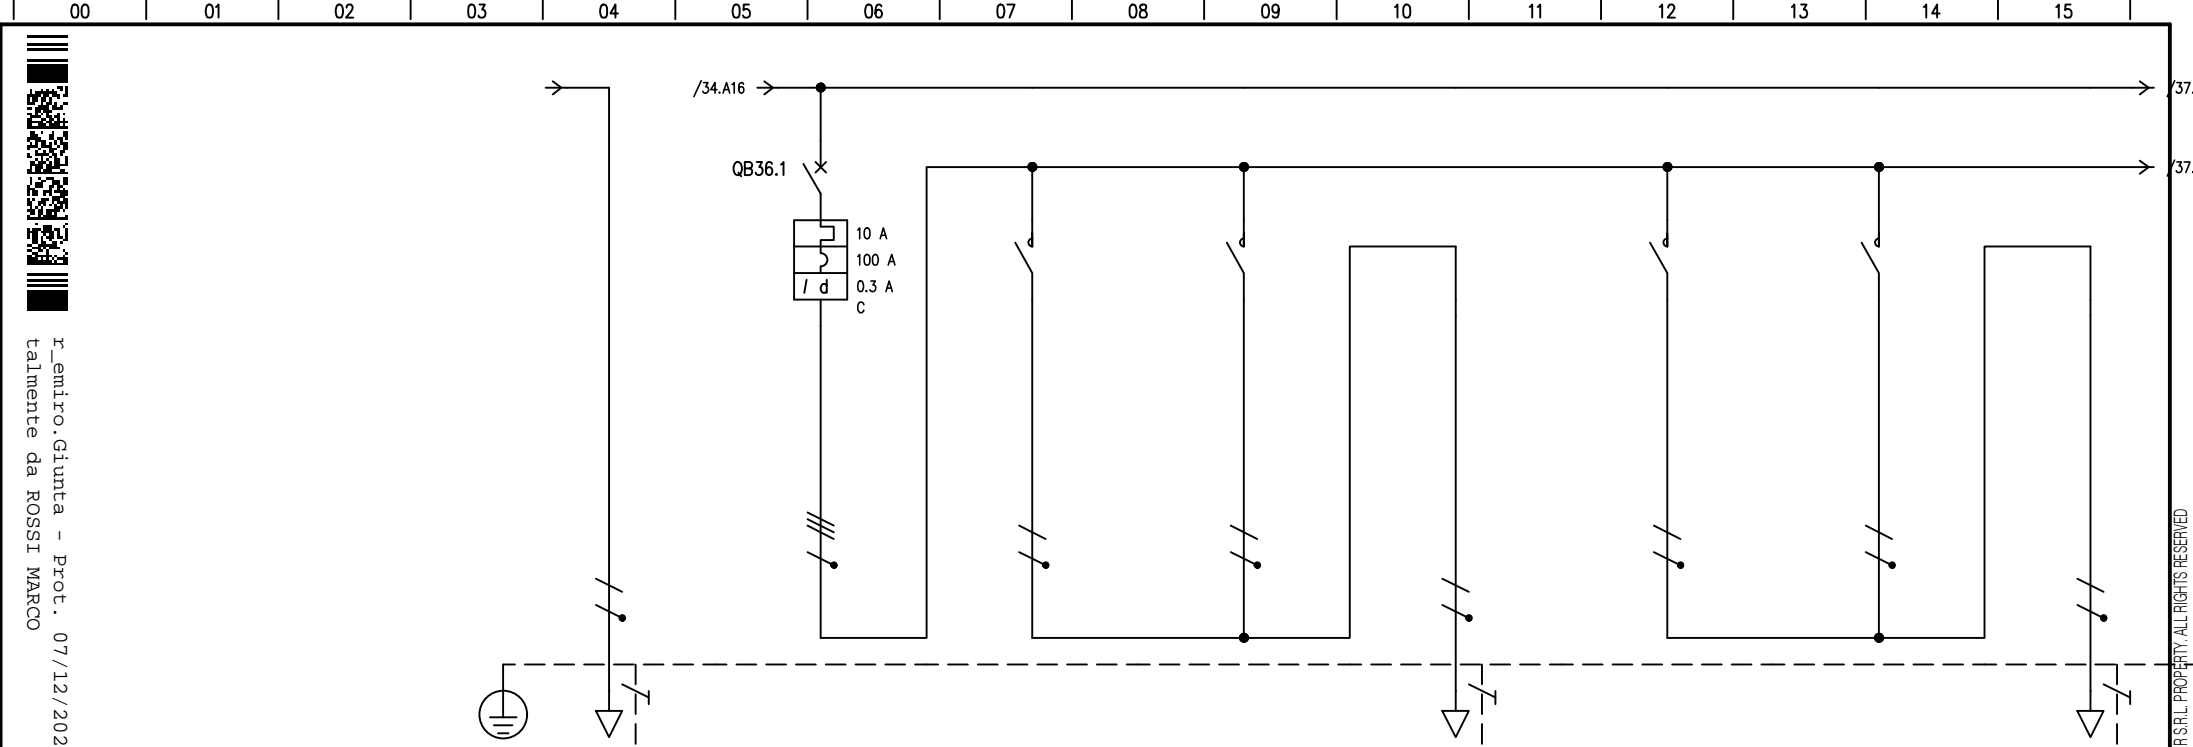 00 01 02 03 04 05 06 07 08 09 10 11 12 13 14 15
/34.A16
/37.
QB36.1
/37.
10 A
100 A
I d 0.3 A
C
r_emiro.Giunta - Prot. 07/12/202
talmente da ROSSI MARCO
R S.R.L. PROPERTY. ALL RIGHTS RESERVED